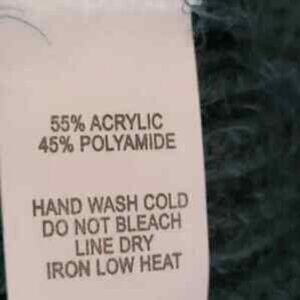 55% ACRYLIC
45% POLYAMIDE
HAND WASH COLD
DO NOT BLEACH
LINE DRY
IRON LOW HEAT